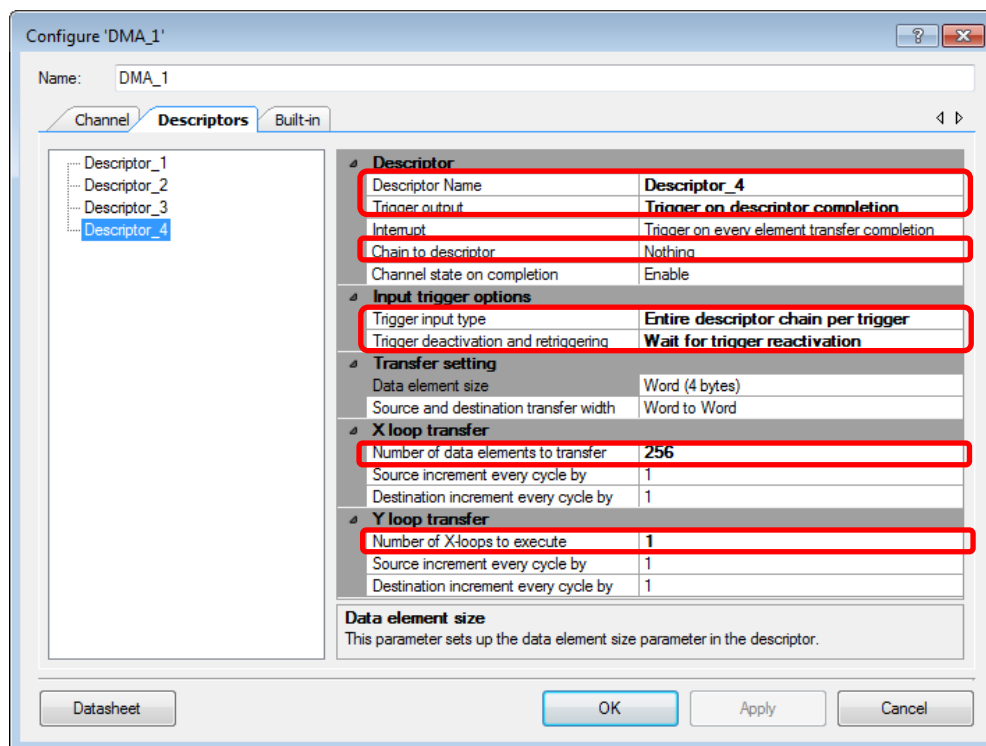 Configure 'DMA_1'
Name: DMA_1
Channel Descriptors Built-in
Descriptor_1
Descriptor_2
Descriptor_3
Descriptor_4
Descriptor
Descriptor Name Descriptor_4
Trigger output Trigger on descriptor completion
Interrupt Trigger on every element transfer completion
Chain to descriptor Nothing
Channel state on completion Enable
Input trigger options
Trigger input type Entire descriptor chain per trigger
Trigger deactivation and retriggering Wait for trigger reactivation
Transfer setting
Data element size Word (4 bytes)
Source and destination transfer width Word to Word
X loop transfer
Number of data elements to transfer 256
Source increment every cycle by 1
Destination increment every cycle by 1
Y loop transfer
Number of X-loops to execute 1
Source increment every cycle by 1
Destination increment every cycle by 1
Data element size
This parameter sets up the data element size parameter in the descriptor.
Datasheet OK Apply Cancel